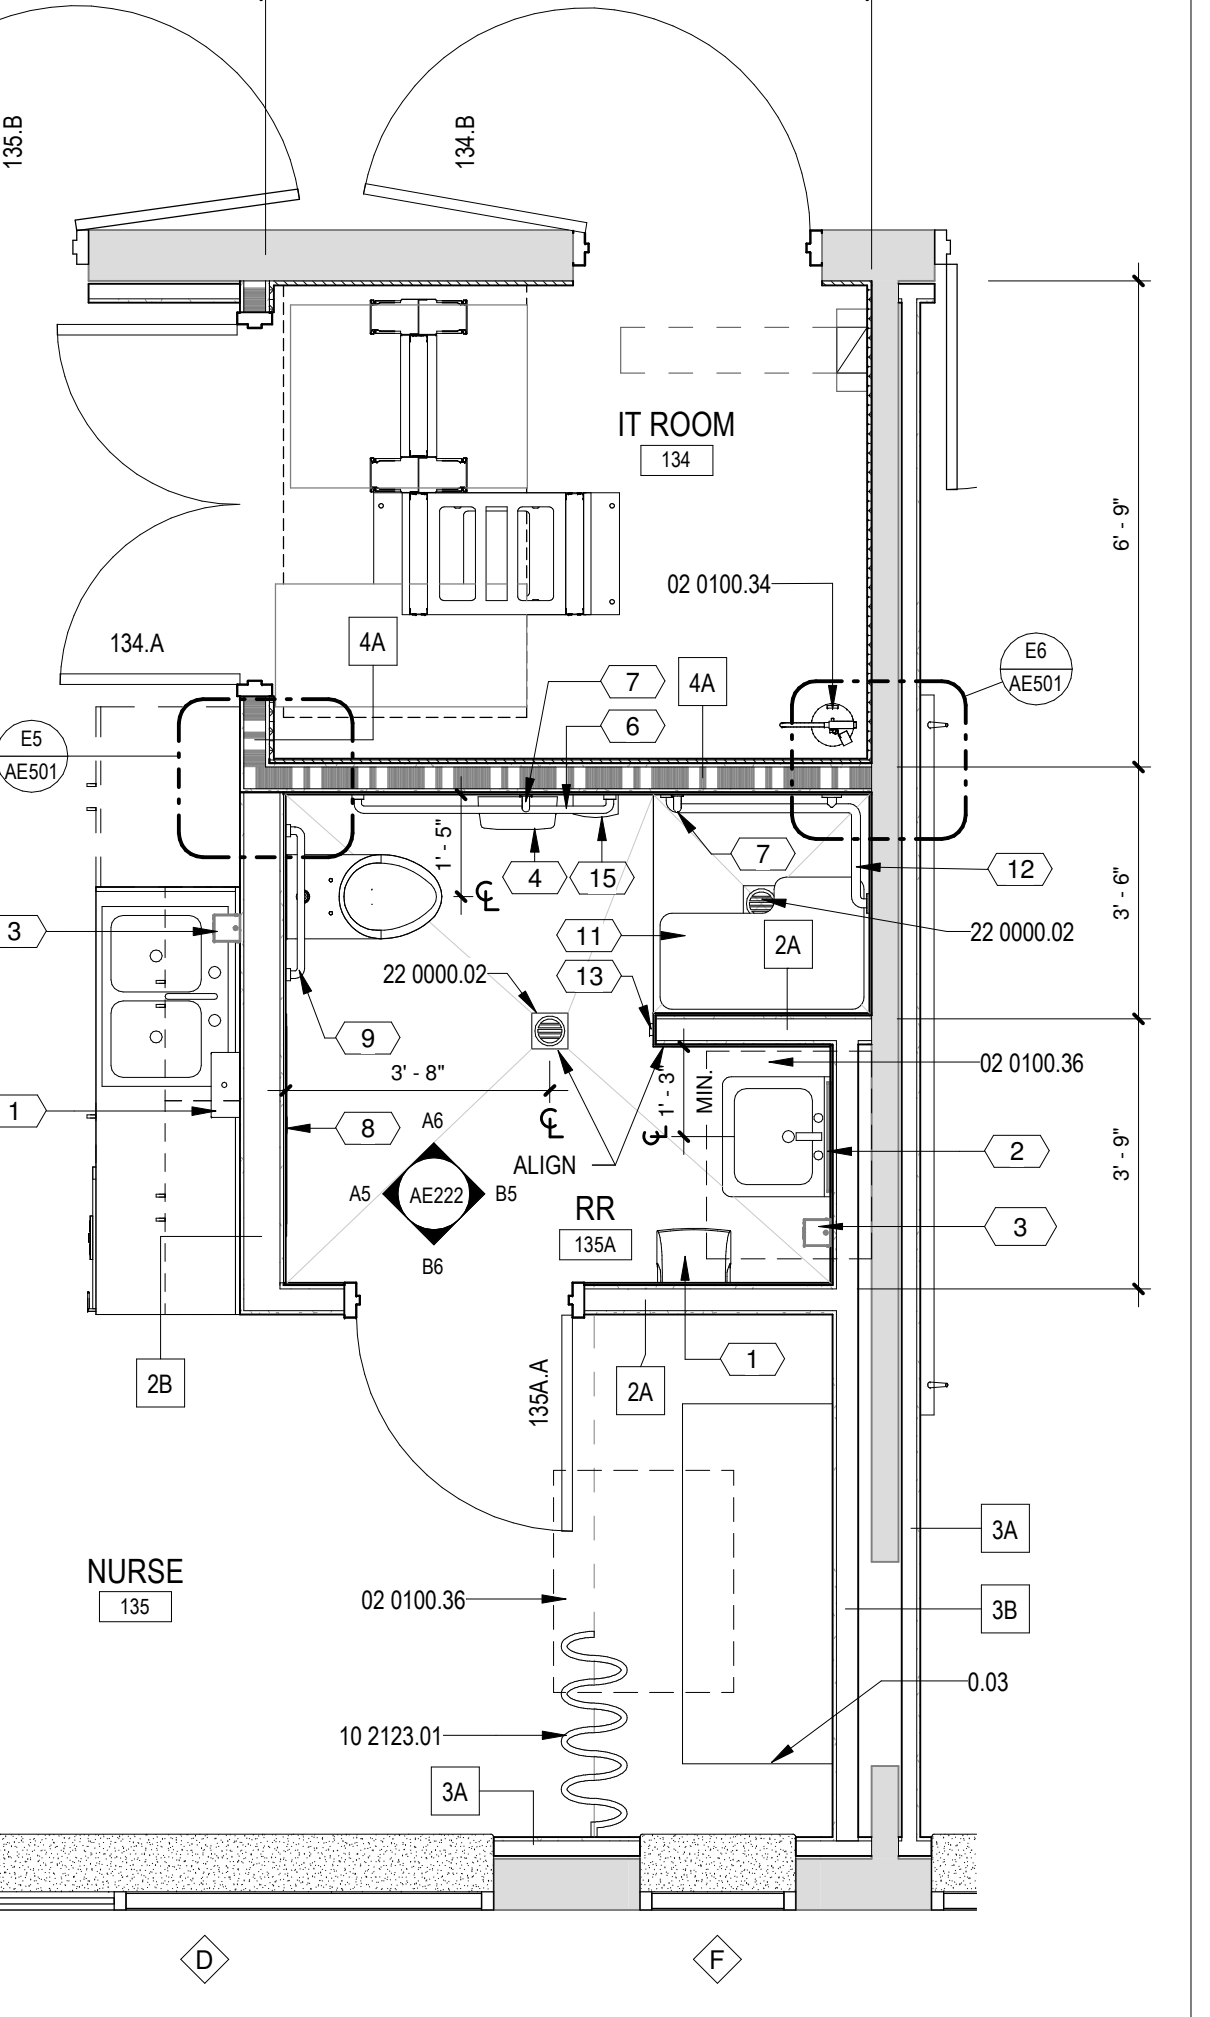 135.B
134.B
IT ROOM
134
6' - 9"
02 0100.34
134.A
4A
E6
AE501
7
4A
6
E5
AE501
1' - 5"
7
4
15
12
3' - 6"
CL
3
11
2A
22 0000.02
22 0000.02
13
9
3' - 8"
1' - 3"
MIN.
02 0100.36
1
8
A6
CL
CL
ALIGN
2
3' - 9"
A5
AE222
B5
RR
135A
3
B6
2B
135A.A
2A
1
NURSE
135
02 0100.36
3A
3B
0.03
10 2123.01
3A
D
F